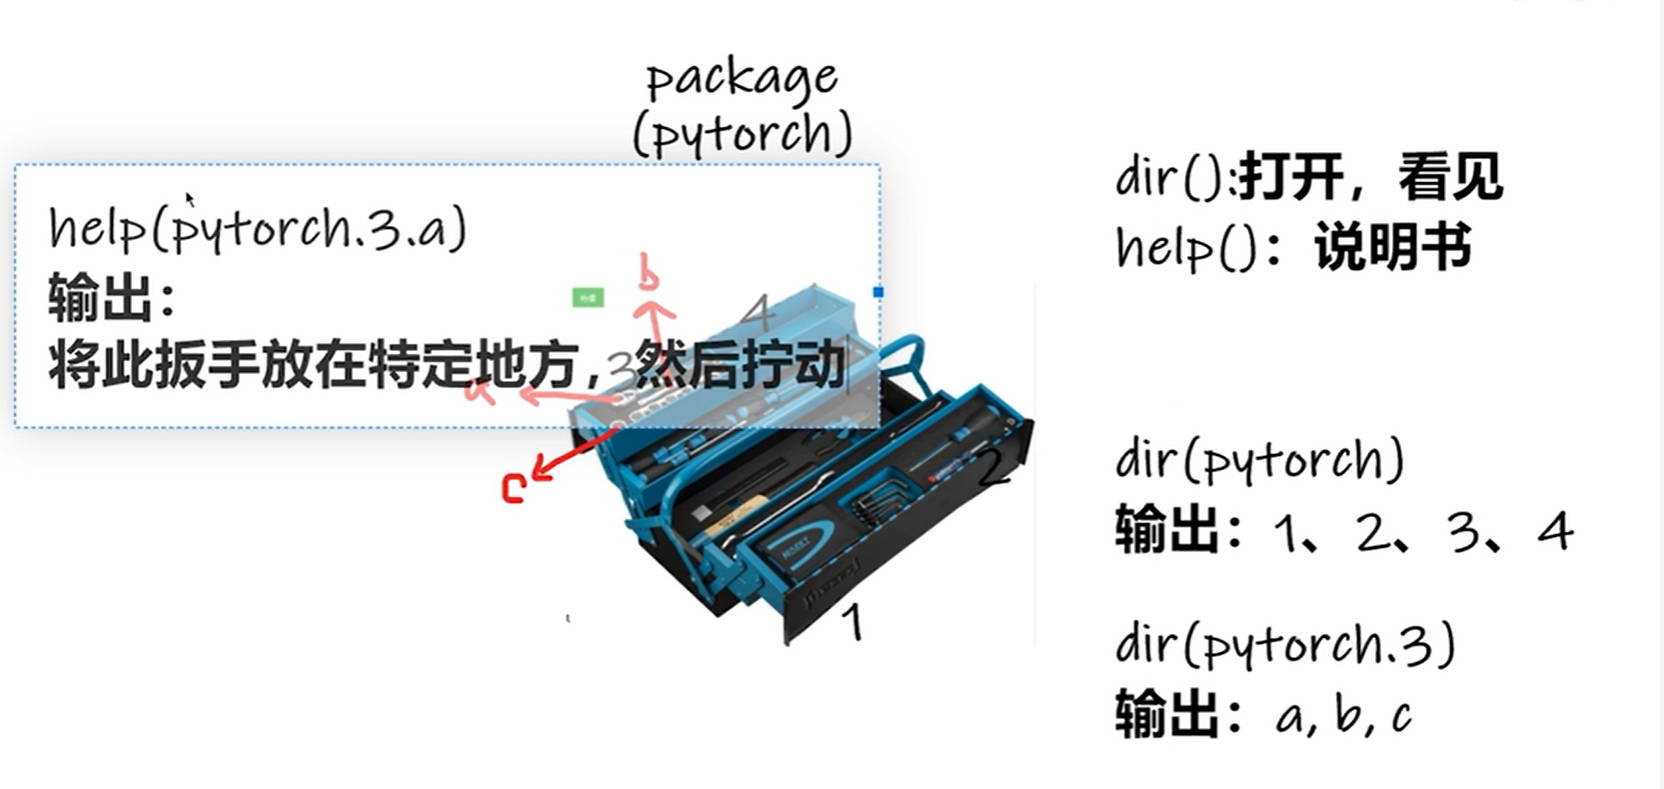 package
(pytorch)
help(pytorch.3.a)
输出：
将此扳手放在特定地方，然后拧动
b
4
3
a
c
2
1
dir():打开，看见
help()：说明书
dir(pytorch)
输出：1、2、3、4
dir(pytorch.3)
输出：a, b, c